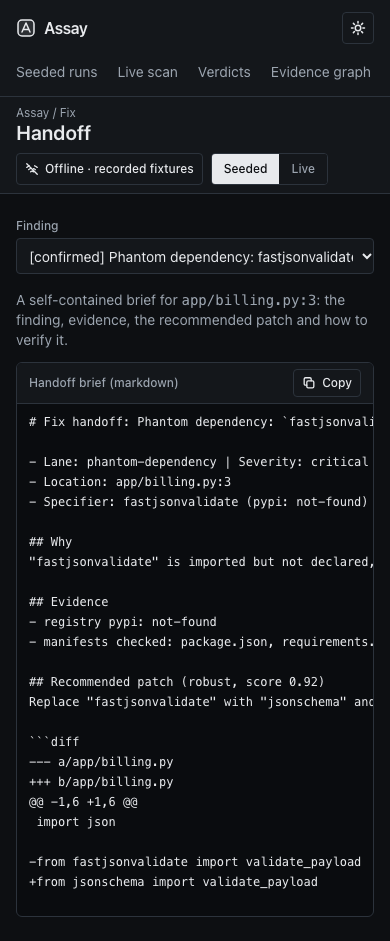 Assay
Seeded runs Live scan Verdicts Evidence graph
Assay / Fix
Handoff
Offline · recorded fixtures Seeded Live
Finding
[confirmed] Phantom dependency: fastjsonvalidate
A self-contained brief for app/billing.py:3: the
finding, evidence, the recommended patch and how to
verify it.
Handoff brief (markdown) Copy
# Fix handoff: Phantom dependency: `fastjsonvali
- Lane: phantom-dependency | Severity: critical
- Location: app/billing.py:3
- Specifier: fastjsonvalidate (pypi: not-found)
## Why
"fastjsonvalidate" is imported but not declared,
## Evidence
- registry pypi: not-found
- manifests checked: package.json, requirements.
## Recommended patch (robust, score 0.92)
Replace "fastjsonvalidate" with "jsonschema" and
```diff
--- a/app/billing.py
+++ b/app/billing.py
@@ -1,6 +1,6 @@
 import json
-from fastjsonvalidate import validate_payload
+from jsonschema import validate_payload